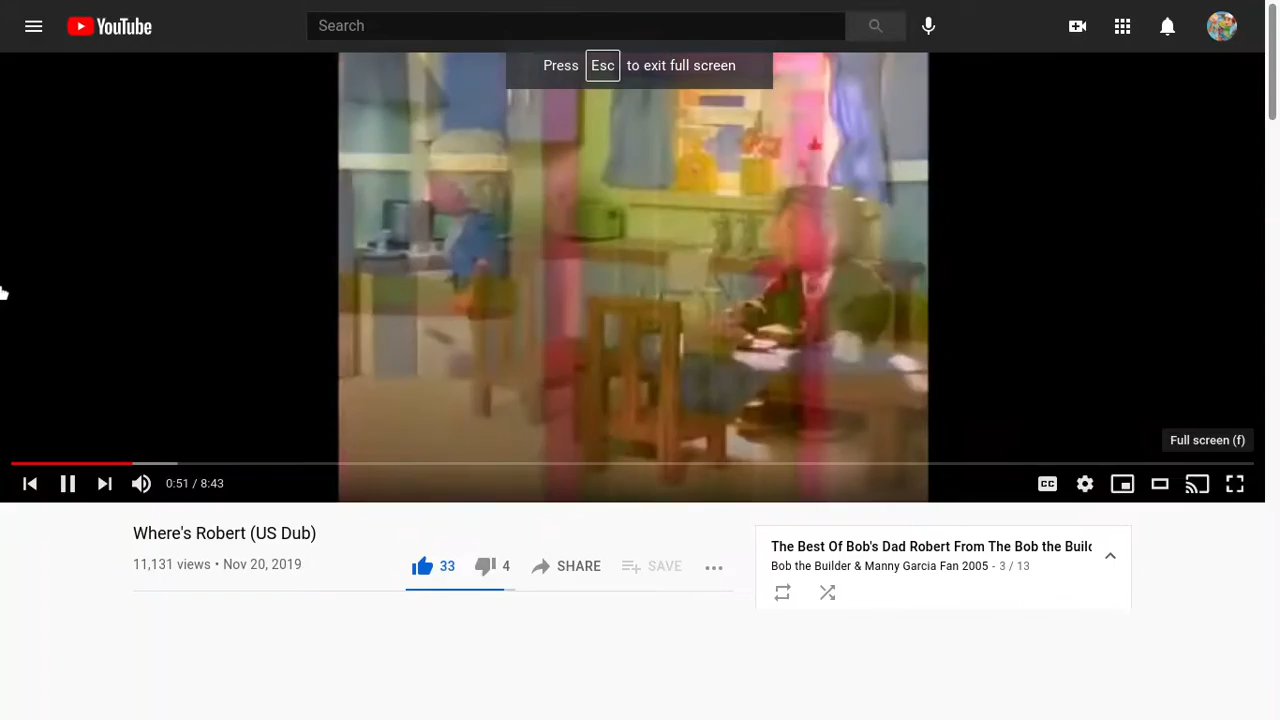 YouTube
Search
Press Esc to exit full screen
Full screen (f)
0:51 / 8:43
CC
Where's Robert (US Dub)
11,131 views • Nov 20, 2019
33
4
SHARE
SAVE
The Best Of Bob's Dad Robert From The Bob the Builc
Bob the Builder & Manny Garcia Fan 2005 - 3 / 13